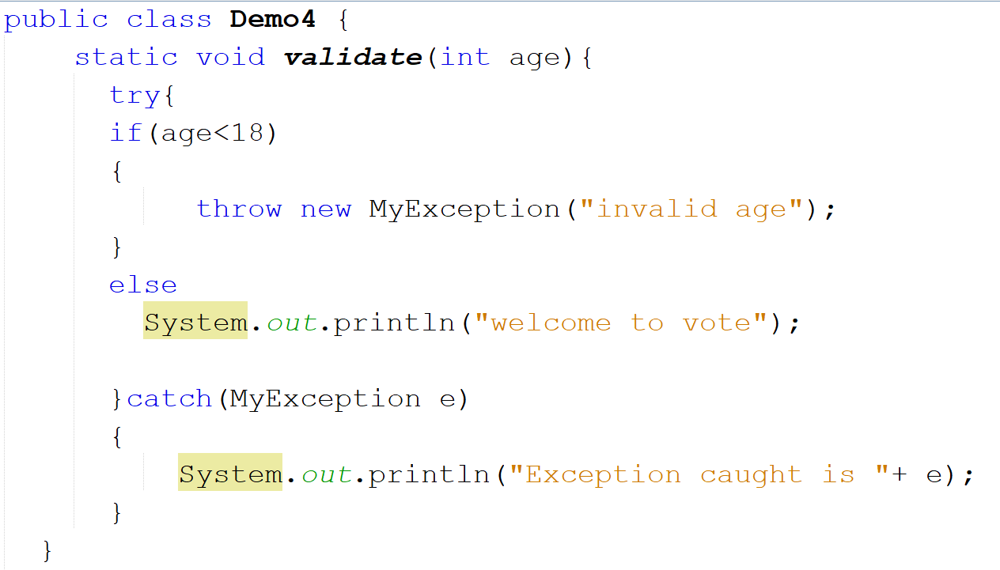 public class Demo4 {
static void validate(int age){
try{
if(age<18)
{
throw new MyException("invalid age");
}
else
System.out.println("welcome to vote");
}catch(MyException e)
{
System.out.println("Exception caught is "+ e);
}
}